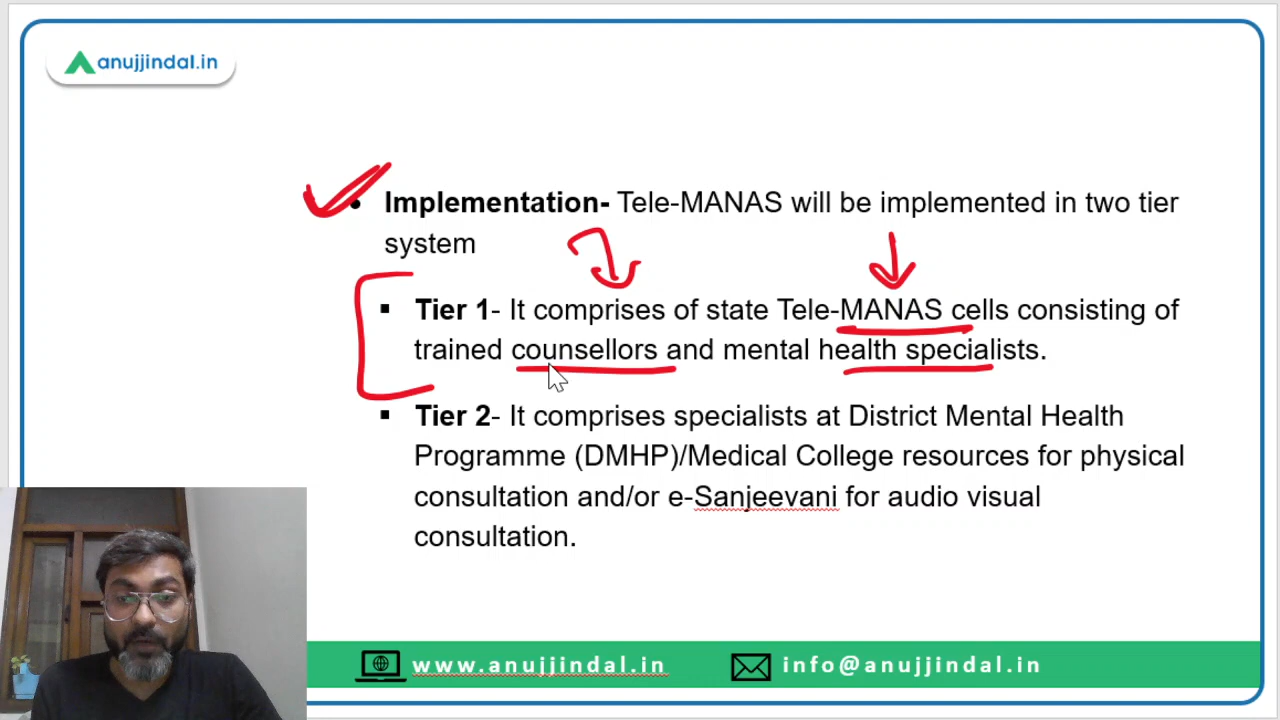 anujjindal.in
Implementation- Tele-MANAS will be implemented in two tier
system
Tier 1- It comprises of state Tele-MANAS cells consisting of
trained counsellors and mental health specialists.
Tier 2- It comprises specialists at District Mental Health
Programme (DMHP)/Medical College resources for physical
consultation and/or e-Sanjeevani for audio visual
consultation.
www.anujjindal.in info@anujjindal.in